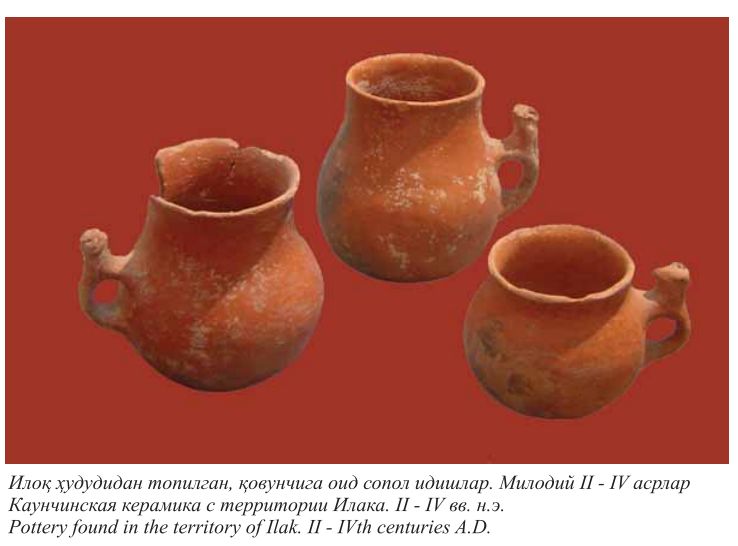 Илоқ ҳудудидан топилган, қовунчига оид сопол идишлар. Милодий II - IV асрлар
Каунчинская керамика с территории Илака. II - IV вв. н.э.
Pottery found in the territory of Ilak. II - IVth centuries A.D.